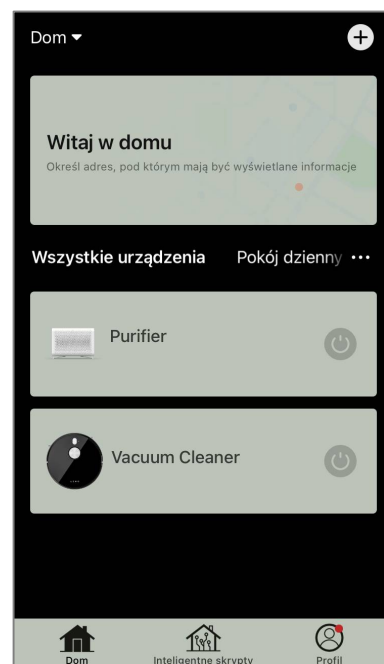 Dom
Witaj w domu
Określ adres, pod którym mają być wyświetlane informacje
Wszystkie urządzenia Pokój dzienny
Purifier
Vacuum Cleaner
Dom Inteligentne skrypty Profil